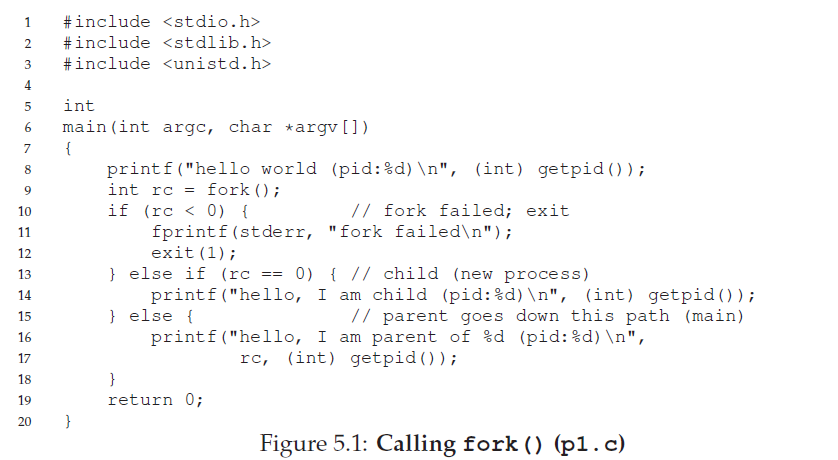 1 #include <stdio.h>
2 #include <stdlib.h>
3 #include <unistd.h>
4
5 int
6 main(int argc, char *argv[])
7 {
8     printf("hello world (pid:%d)\n", (int) getpid());
9     int rc = fork();
10     if (rc < 0) {         // fork failed; exit
11         fprintf(stderr, "fork failed\n");
12         exit(1);
13     } else if (rc == 0) { // child (new process)
14         printf("hello, I am child (pid:%d)\n", (int) getpid());
15     } else {              // parent goes down this path (main)
16         printf("hello, I am parent of %d (pid:%d)\n",
17                 rc, (int) getpid());
18     }
19     return 0;
20 }
Figure 5.1: Calling fork() (p1.c)